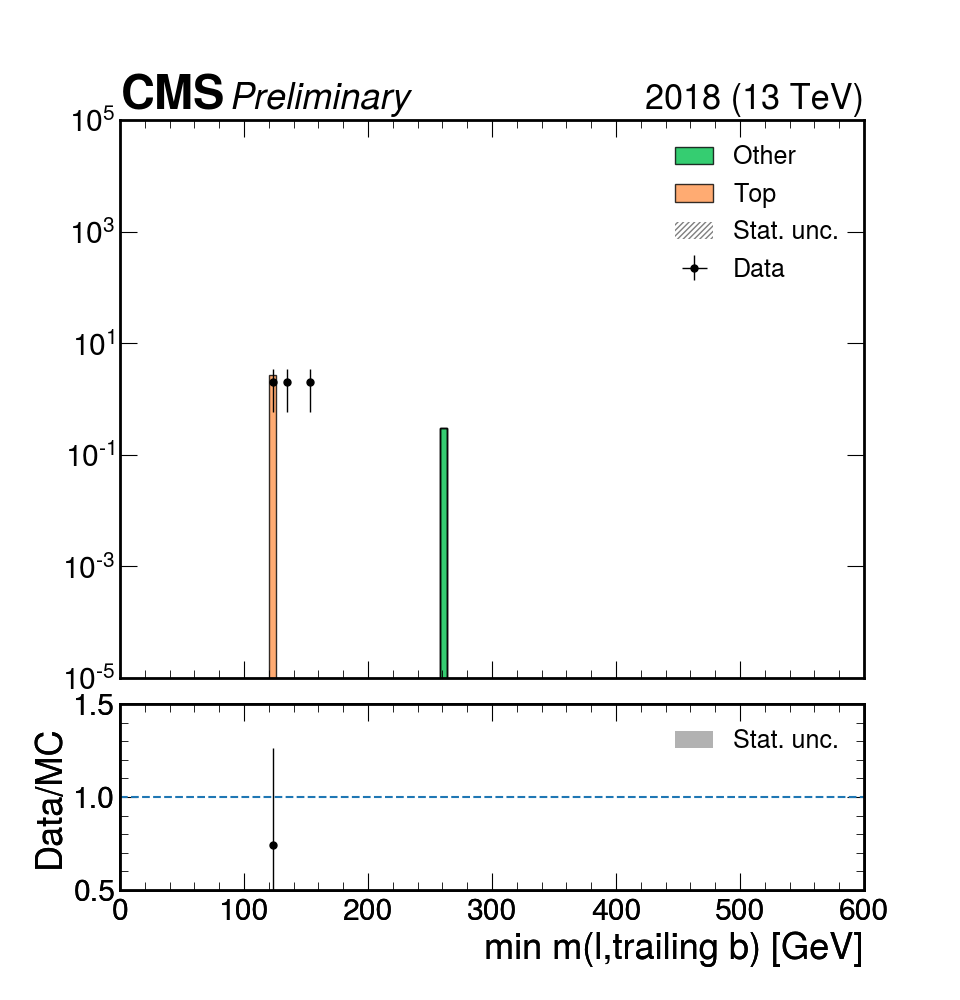 CMS Preliminary 2018 (13 TeV)
10^5
Other
Top
10^3
Stat. unc.
Data
10^1
10^-1
10^-3
10^-5
1.5
Stat. unc.
Data/MC
1.0
0.5
0 100 200 300 400 500 600
min m(l,trailing b) [GeV]